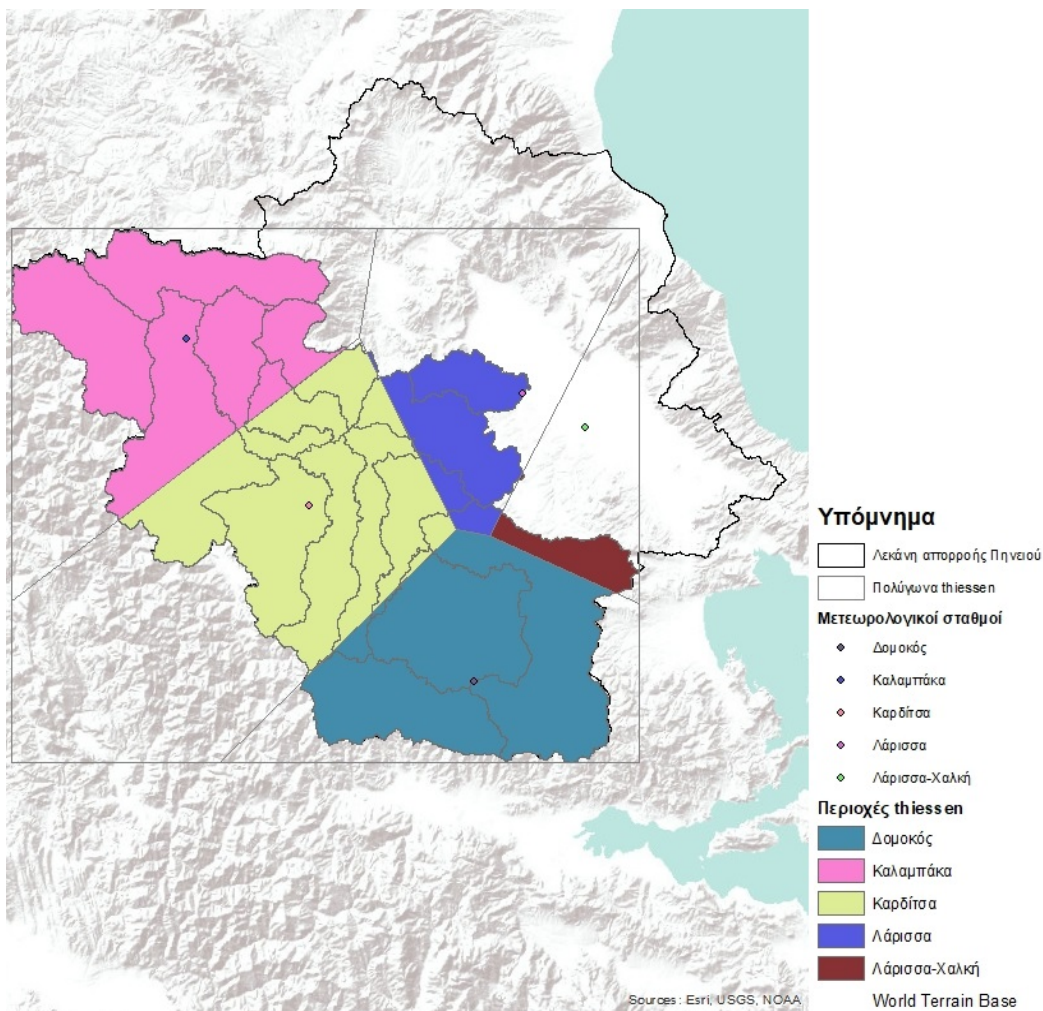 Υπόμνημα
Λεκάνη απορροής Πηνειού
Πολύγωνα thiessen
Μετεωρολογικοί σταθμοί
Δομοκός
Καλαμπάκα
Καρδίτσα
Λάρισσα
Λάρισσα-Χαλκή
Περιοχές thiessen
Δομοκός
Καλαμπάκα
Καρδίτσα
Λάρισσα
Λάρισσα-Χαλκή
World Terrain Base
Sources: Esri, USGS, NOAA